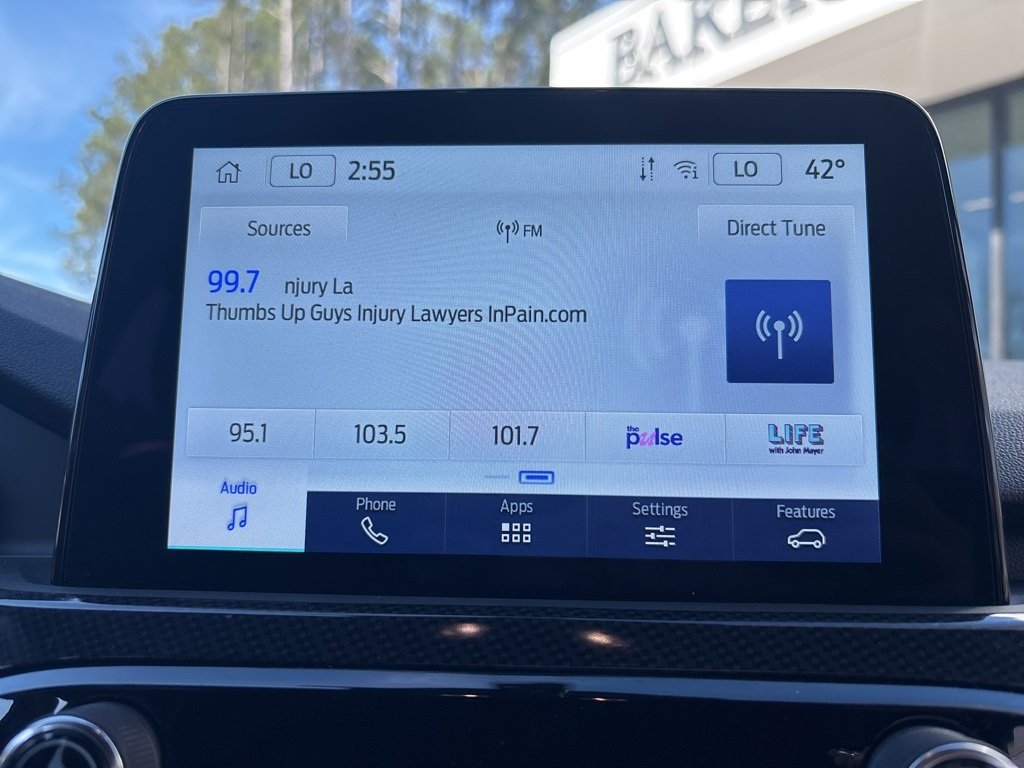 LO 2:55 LO 42°
Sources FM Direct Tune
99.7 njury La
Thumbs Up Guys Injury Lawyers InPain.com
95.1 103.5 101.7 the pulse LIFE with John Mayer
Audio Phone Apps Settings Features